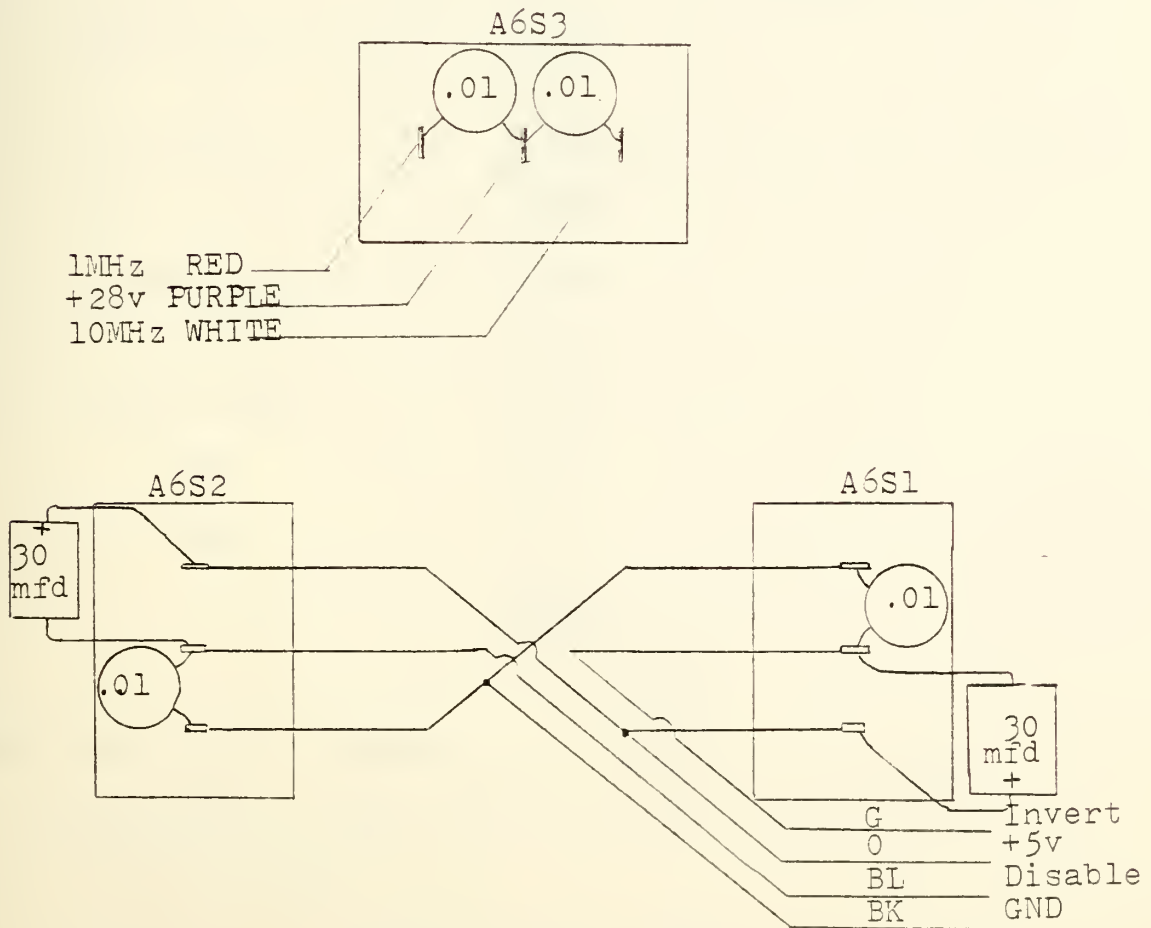 A6S3
.01 .01
1MHz RED
+28v PURPLE
10MHz WHITE
A6S2
A6S1
+
30
mfd
.01
.01
30
mfd
+
G Invert
O +5v
BL Disable
BK GND